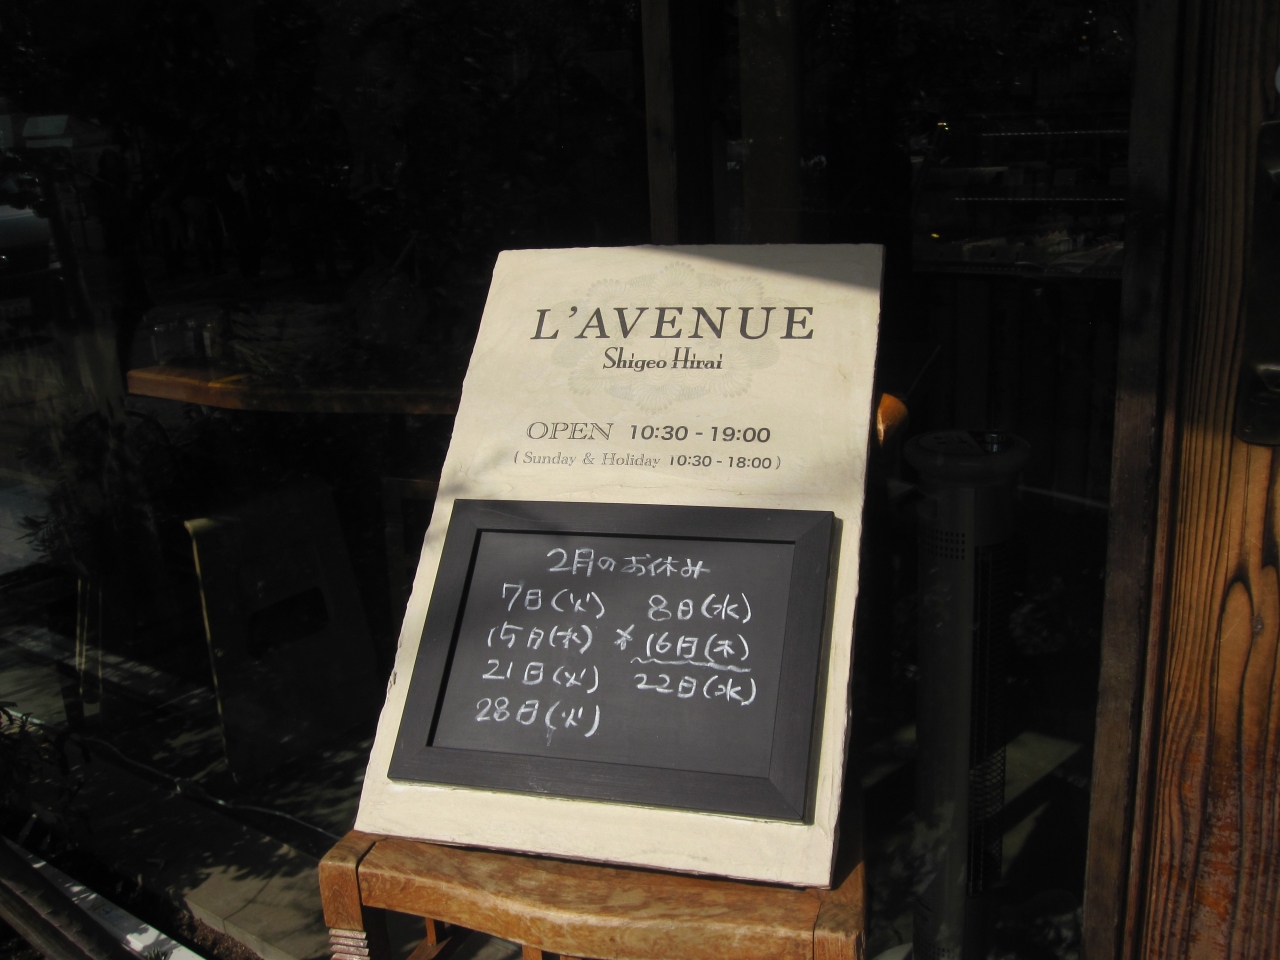 L'AVENUE
Shigeo Hirai
OPEN 10:30 - 19:00
( Sunday & Holiday 10:30 - 18:00 )
2月のお休み
7日(火) 8日(水)
15日(水) *16日(木)
21日(火) 22日(水)
28日(火)